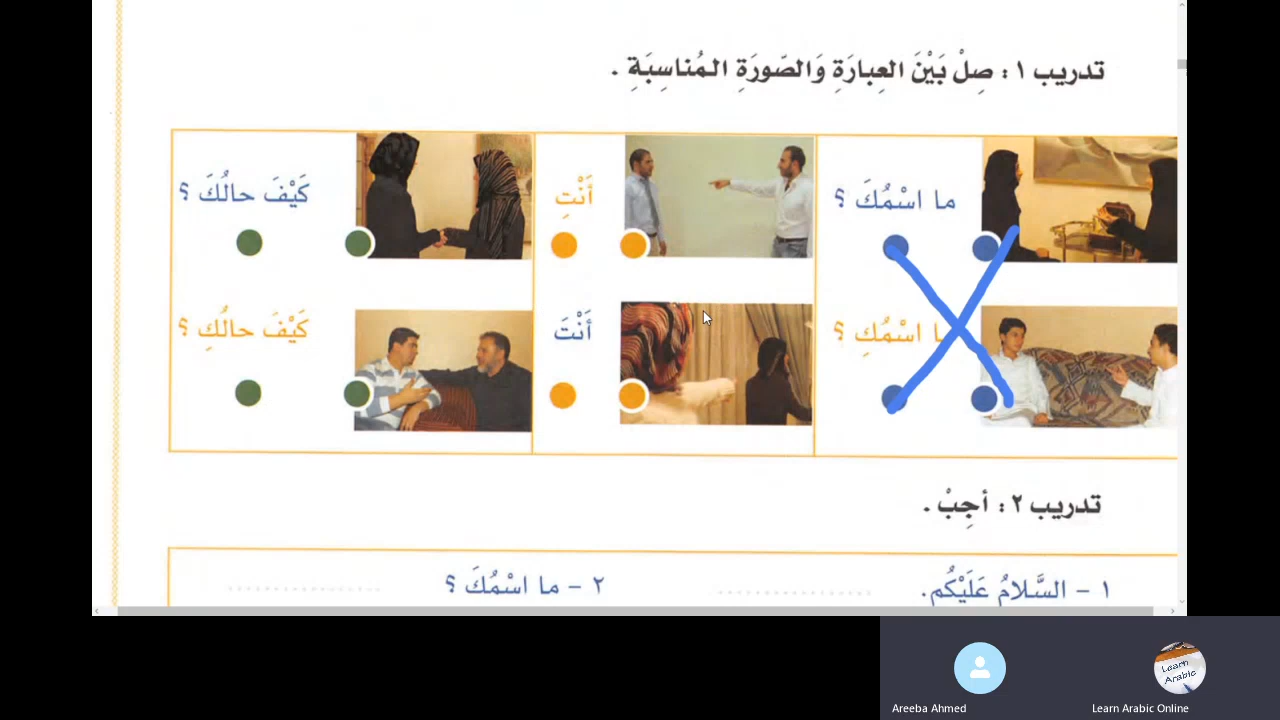 تدريب ١ : صِلْ بَيْنَ العِبارَةِ وَالصّورَةِ المُناسِبَةِ .
ما اسْمُكَ ؟
أَنْتِ
كَيْفَ حالُكَ ؟
ا اسْمُكِ ؟
أَنْتَ
كَيْفَ حالُكِ ؟
تدريب ٢ : أجِبْ .
١ - السَّلامُ عَلَيْكُم.
٢ - ما اسْمُكَ ؟
Areeba Ahmed
Learn Arabic
Learn Arabic Online